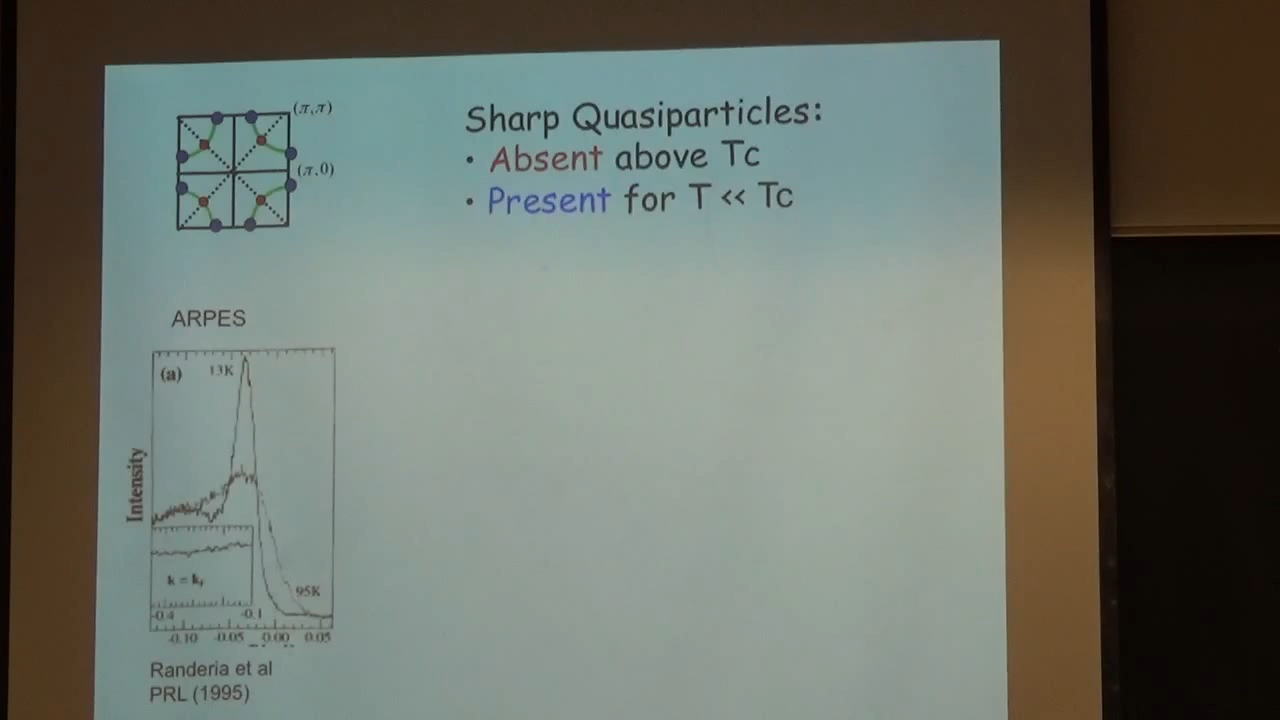 (π,π)
(π,0)
Sharp Quasiparticles:
• Absent above Tc
• Present for T << Tc
ARPES
(a)
13K
Intensity
k = kf
95K
-0.4
-0.1
-0.10 -0.05 0.00 0.05
Randeria et al
PRL (1995)